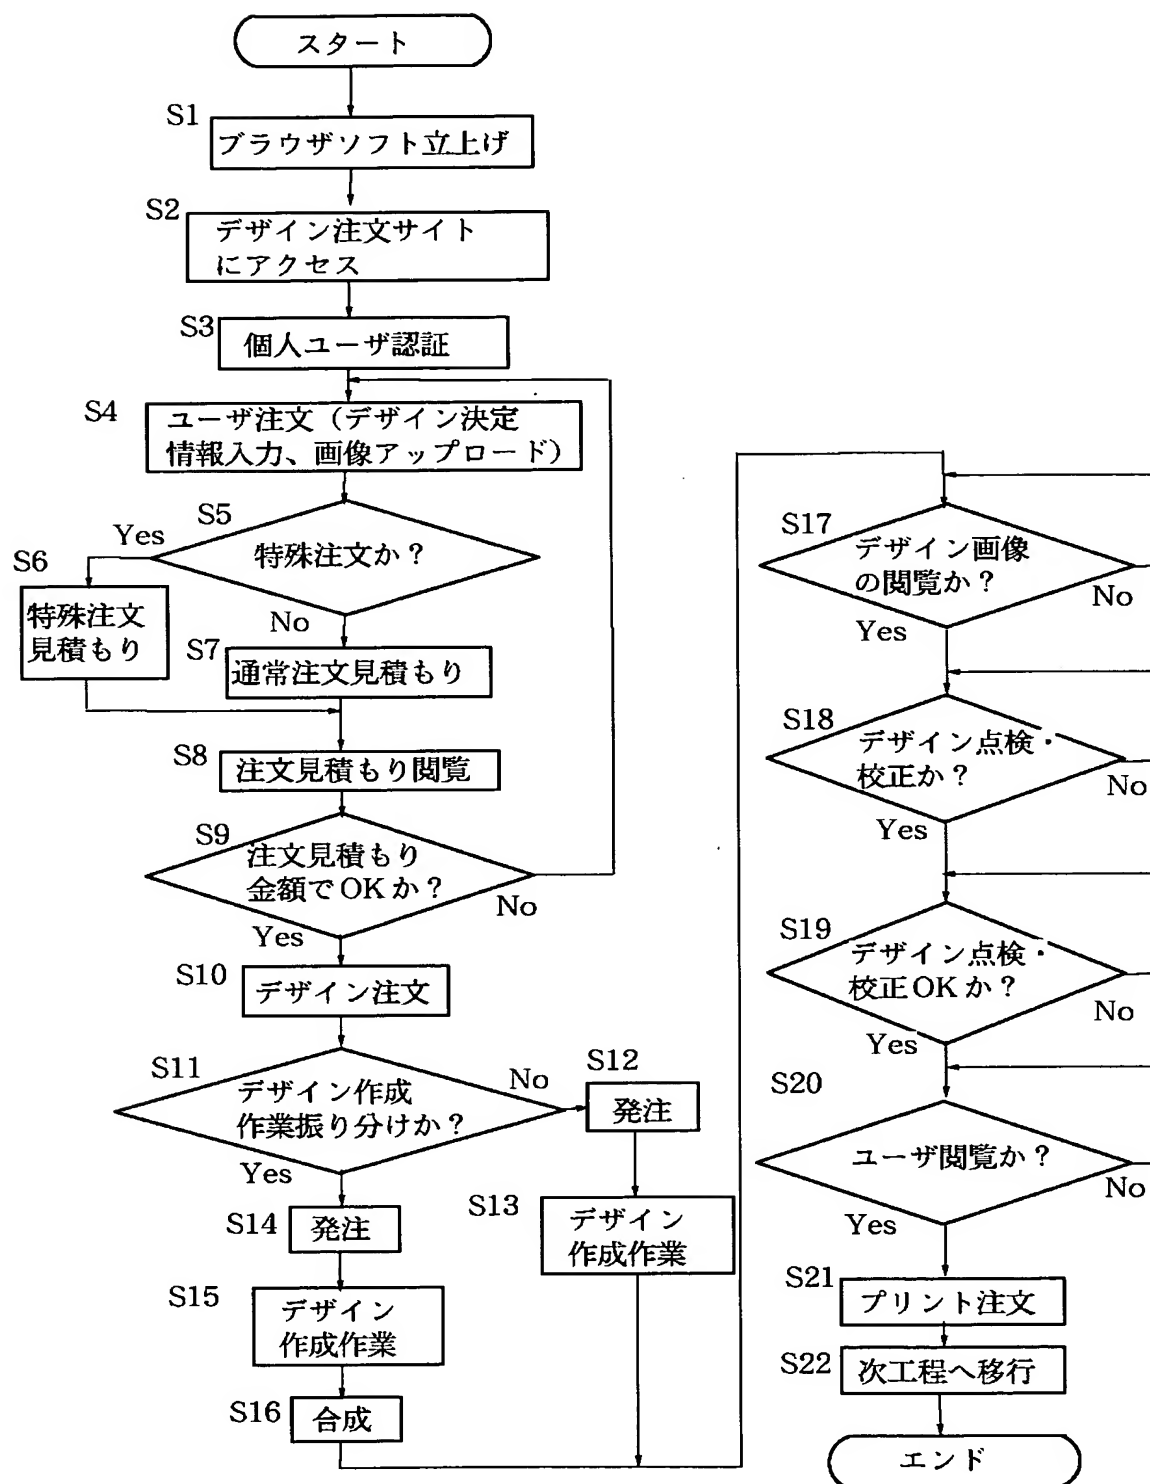 スタート
S1
ブラウザソフト立上げ
S2
デザイン注文サイト
にアクセス
S3
個人ユーザ認証
S4
ユーザ注文（デザイン決定
情報入力、画像アップロード）
S5
Yes
特殊注文か？
No
S6
特殊注文
見積もり
S7
通常注文見積もり
S8
注文見積もり閲覧
S9
注文見積もり
金額でOKか？
No
Yes
S10
デザイン注文
S11
デザイン作成
作業振り分けか？
No
Yes
S12
発注
S13
デザイン
作成作業
S14
発注
S15
デザイン
作成作業
S16
合成
S17
デザイン画像
の閲覧か？
No
Yes
S18
デザイン点検・
校正か？
No
Yes
S19
デザイン点検・
校正OKか？
No
Yes
S20
ユーザ閲覧か？
No
Yes
S21
プリント注文
S22
次工程へ移行
エンド